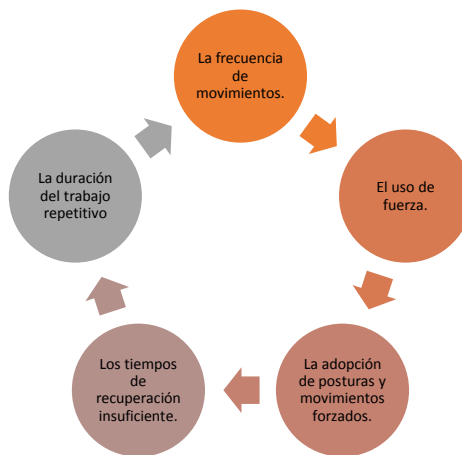 La frecuencia
de
movimientos.
El uso de
fuerza.
La adopción
de posturas y
movimientos
forzados.
Los tiempos
de
recuperación
insuficiente.
La duración
del trabajo
repetitivo